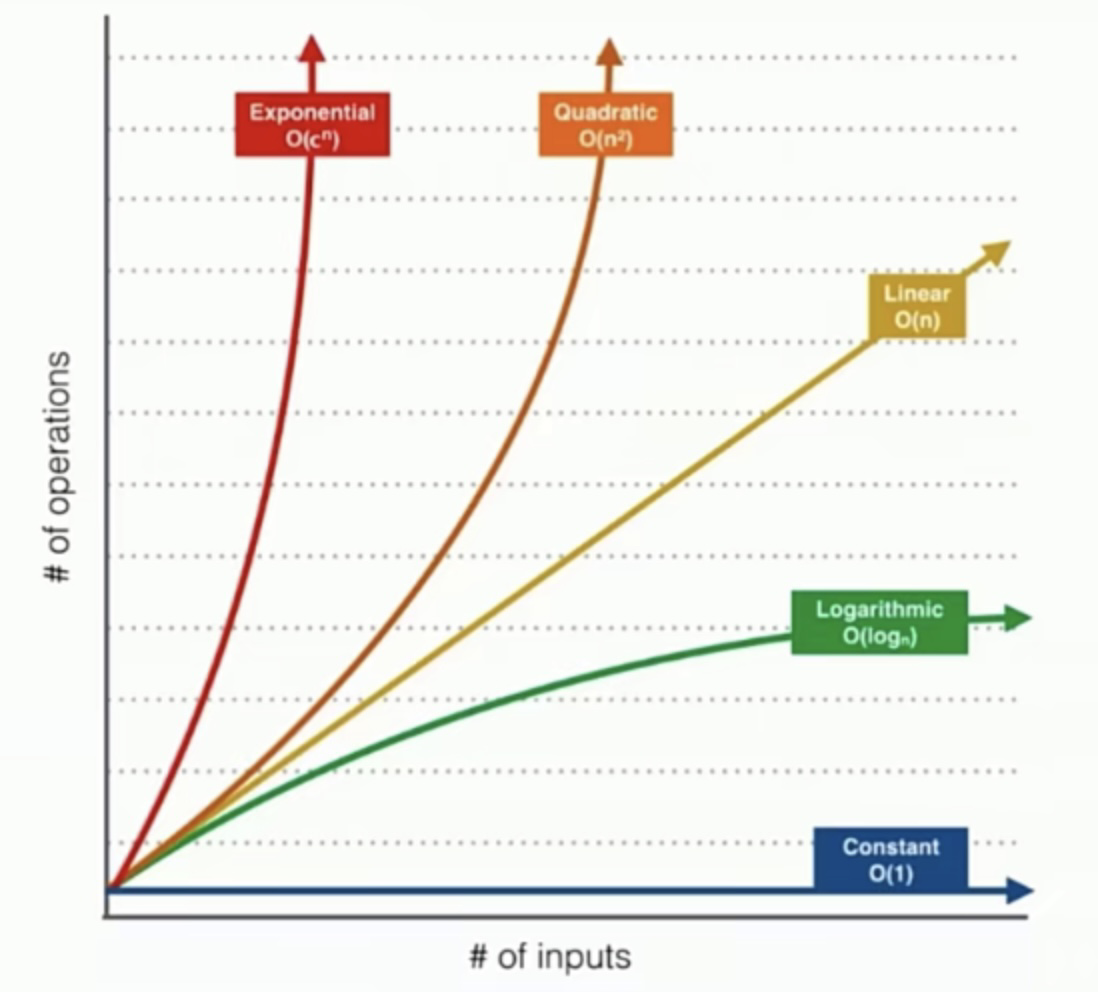 Exponential
O(cⁿ)
Quadratic
O(n²)
Linear
O(n)
Logarithmic
O(logₙ)
Constant
O(1)
# of operations
# of inputs